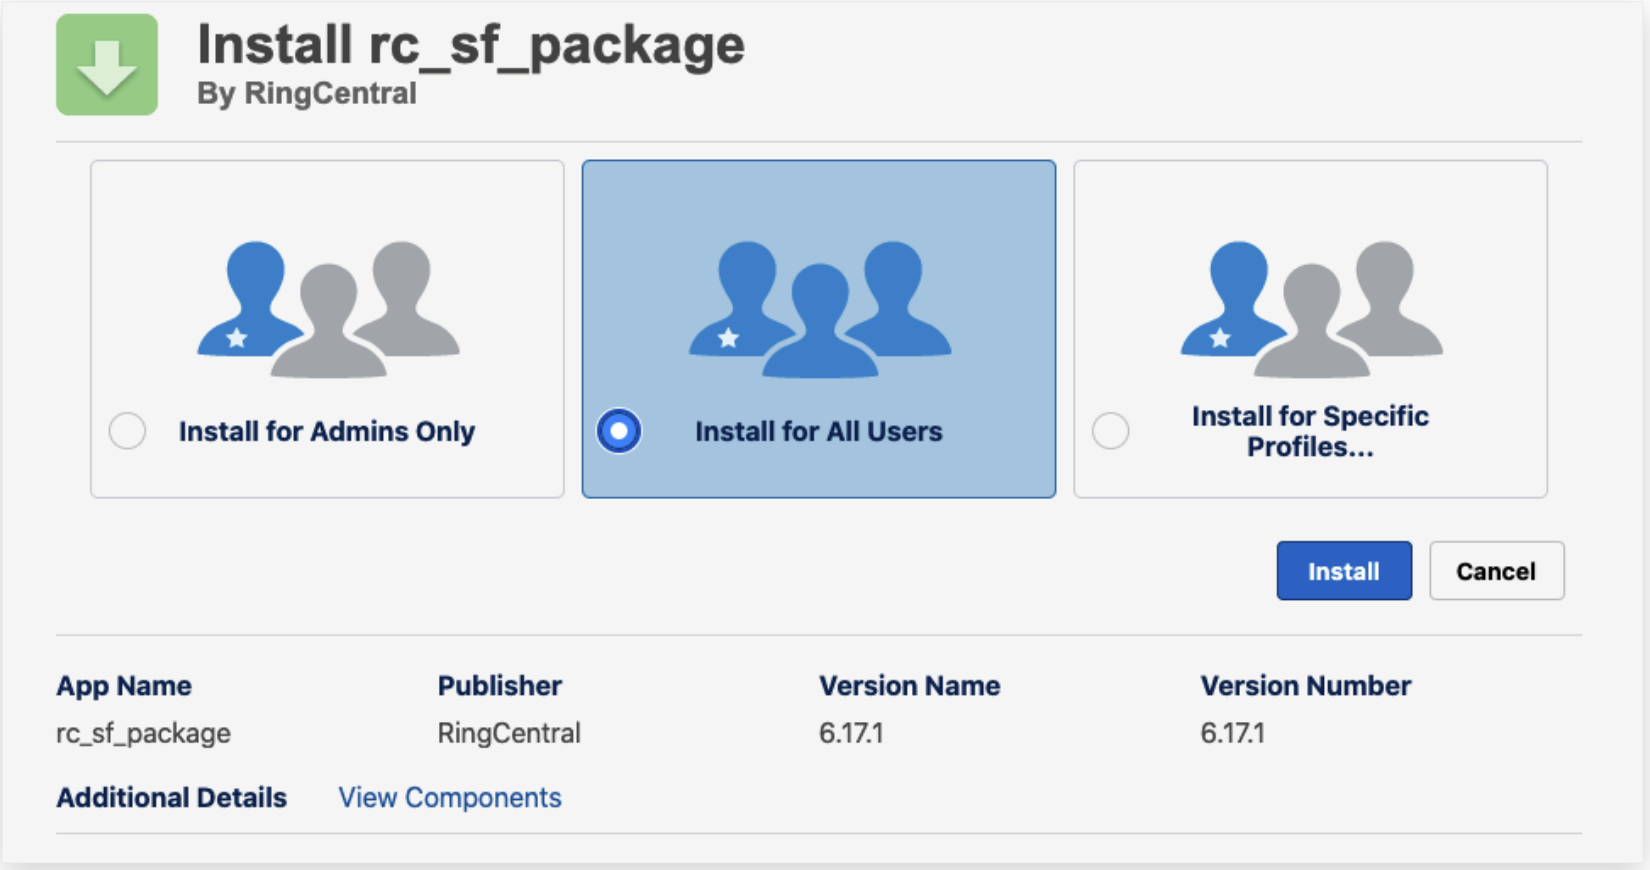 Install rc_sf_package
By RingCentral
Install for Admins Only
Install for All Users
Install for Specific
Profiles...
Install
Cancel
App Name
Publisher
Version Name
Version Number
rc_sf_package
RingCentral
6.17.1
6.17.1
Additional Details
View Components